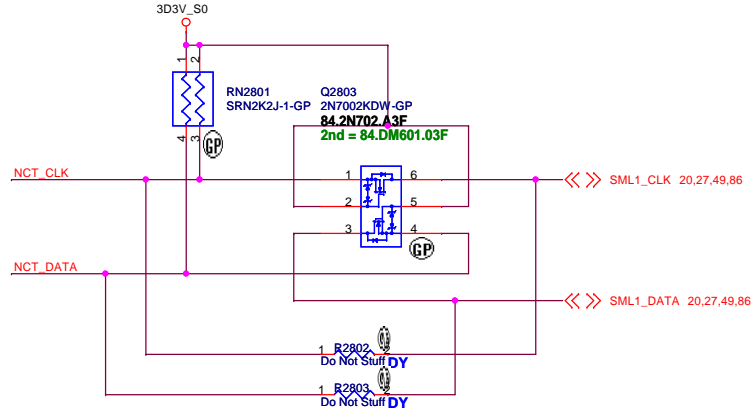 3D3V_S0
1 2
RN2801
SRN2K2J-1-GP
4 3
GP
Q2803
2N7002KDW-GP
84.2N702.A3F
2nd = 84.DM601.03F
NCT_CLK
1 6
2 5
3 4
GP
SML1_CLK 20,27,49,86
NCT_DATA
SML1_DATA 20,27,49,86
R2802
1 2
Do Not Stuff DY
R2803
1 2
Do Not Stuff DY